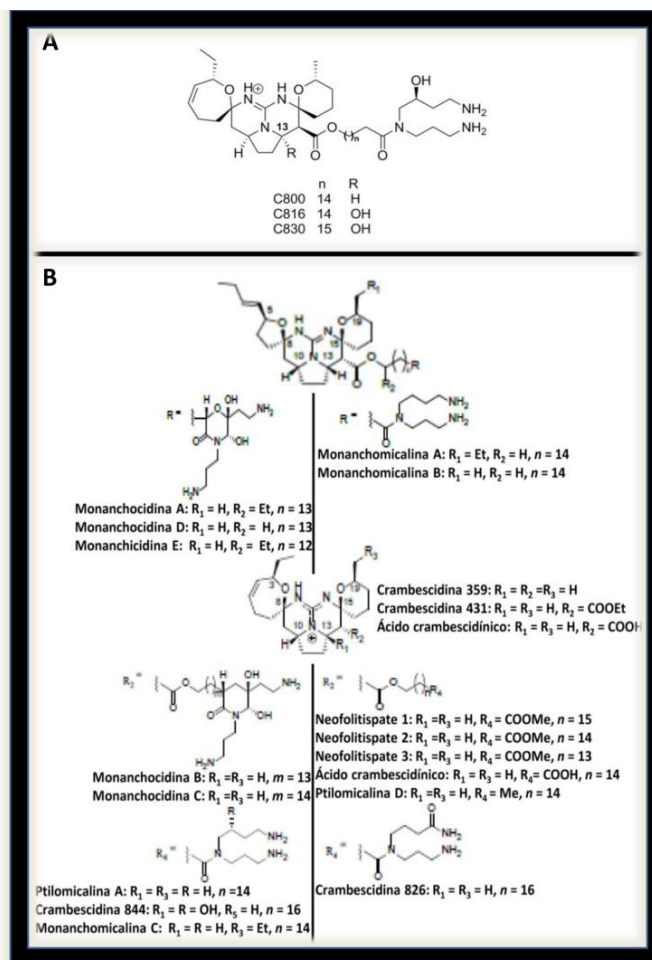 A
OH
O
H
N
H
N
O
NH₂
N
N
NH₂
13
O
H
R
O
O
n R
C800 14 H
C816 14 OH
C830 15 OH
B
R₁
5
O
H
N
N
O
19
8
15
10
N
13
O
R
H
H
O
R₂
H
OH
O
NH₂
R=
O
N
OH
H₂N
R=
NH₂
N
NH₂
O
Monanchomicalina A: R₁ = Et, R₂ = H, n = 14
Monanchomicalina B: R₁ = H, R₂ = H, n = 14
Monanchocidina A: R₁ = H, R₂ = Et, n = 13
Monanchocidina D: R₁ = H, R₂ = H, n = 13
Monanchicidina E: R₁ = H, R₂ = Et, n = 12
R₃
3
O
H
N
N
O
19
8
15
10
N
13
R₂
H
R₁
Crambescidina 359: R₁ = R₂ =R₃ = H
Crambescidina 431: R₁ = R₃ = H, R₂ = COOEt
Ácido crambescidínico: R₁ = R₃ = H, R₂ = COOH
R₂ =
O
O
m
H
OH
NH₂
O
N
OH
H₂N
R₂ =
O
O
n
R₄
Neofolitispate 1: R₁ =R₃ = H, R₄ = COOMe, n = 15
Neofolitispate 2: R₁ =R₃ = H, R₄ = COOMe, n = 14
Neofolitispate 3: R₁ =R₃ = H, R₄ = COOMe, n = 13
Monanchocidina B: R₁ =R₃ = H, m = 13
Ácido crambescidínico: R₁ = R₃ = H, R₄= COOH, n = 14
Monanchocidina C: R₁ =R₃ = H, m = 14
Ptilomicalina D: R₁ =R₃ = H, R₄ = Me, n = 14
R
R₄ =
N
NH₂
NH₂
O
R₄ =
O
NH₂
N
NH₂
O
Ptilomicalina A: R₁ = R₃ = R = H, n =14
Crambescidina 826: R₁ = R₃ = H, n = 16
Crambescidina 844: R₁ = R = OH, R₅ = H, n = 16
Monanchomicalina C: R₁ = R = H, R₃ = Et, n = 14